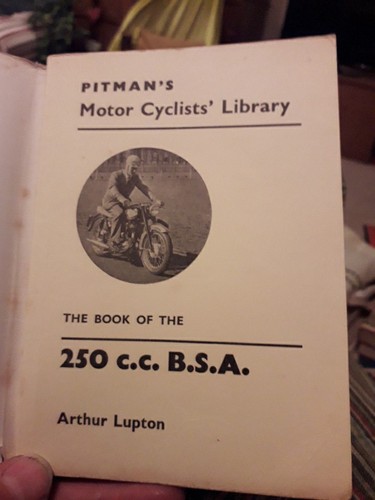 PITMAN'S
Motor Cyclists' Library
THE BOOK OF THE
250 c.c. B.S.A.
Arthur Lupton